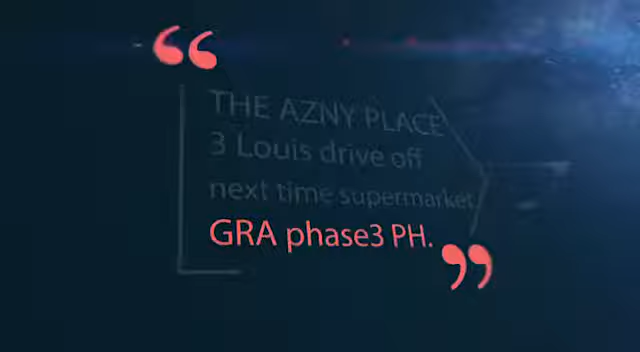 “
THE AZNY PLACE
3 Louis drive off
next time supermarket
GRA phase3 PH.
”